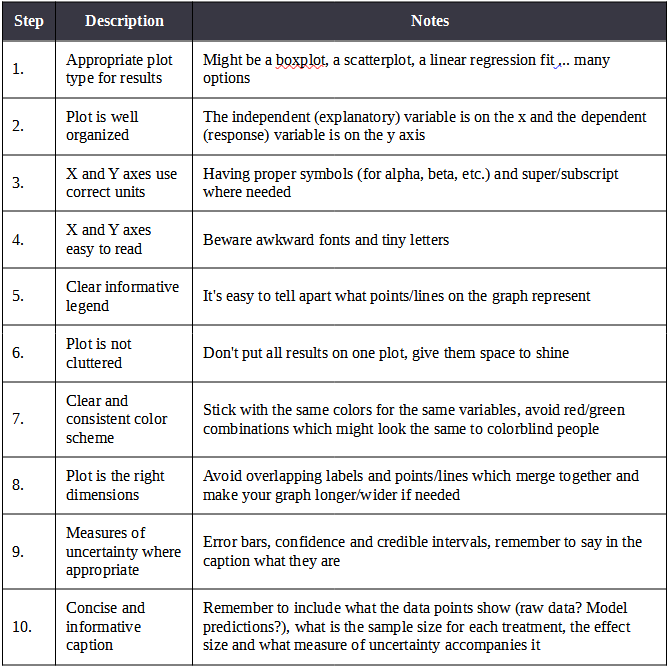 Step Description Notes
1. Appropriate plot type for results Might be a boxplot, a scatterplot, a linear regression fit ,.. many options
2. Plot is well organized The independent (explanatory) variable is on the x and the dependent (response) variable is on the y axis
3. X and Y axes use correct units Having proper symbols (for alpha, beta, etc.) and super/subscript where needed
4. X and Y axes easy to read Beware awkward fonts and tiny letters
5. Clear informative legend It's easy to tell apart what points/lines on the graph represent
6. Plot is not cluttered Don't put all results on one plot, give them space to shine
7. Clear and consistent color scheme Stick with the same colors for the same variables, avoid red/green combinations which might look the same to colorblind people
8. Plot is the right dimensions Avoid overlapping labels and points/lines which merge together and make your graph longer/wider if needed
9. Measures of uncertainty where appropriate Error bars, confidence and credible intervals, remember to say in the caption what they are
10. Concise and informative caption Remember to include what the data points show (raw data? Model predictions?), what is the sample size for each treatment, the effect size and what measure of uncertainty accompanies it